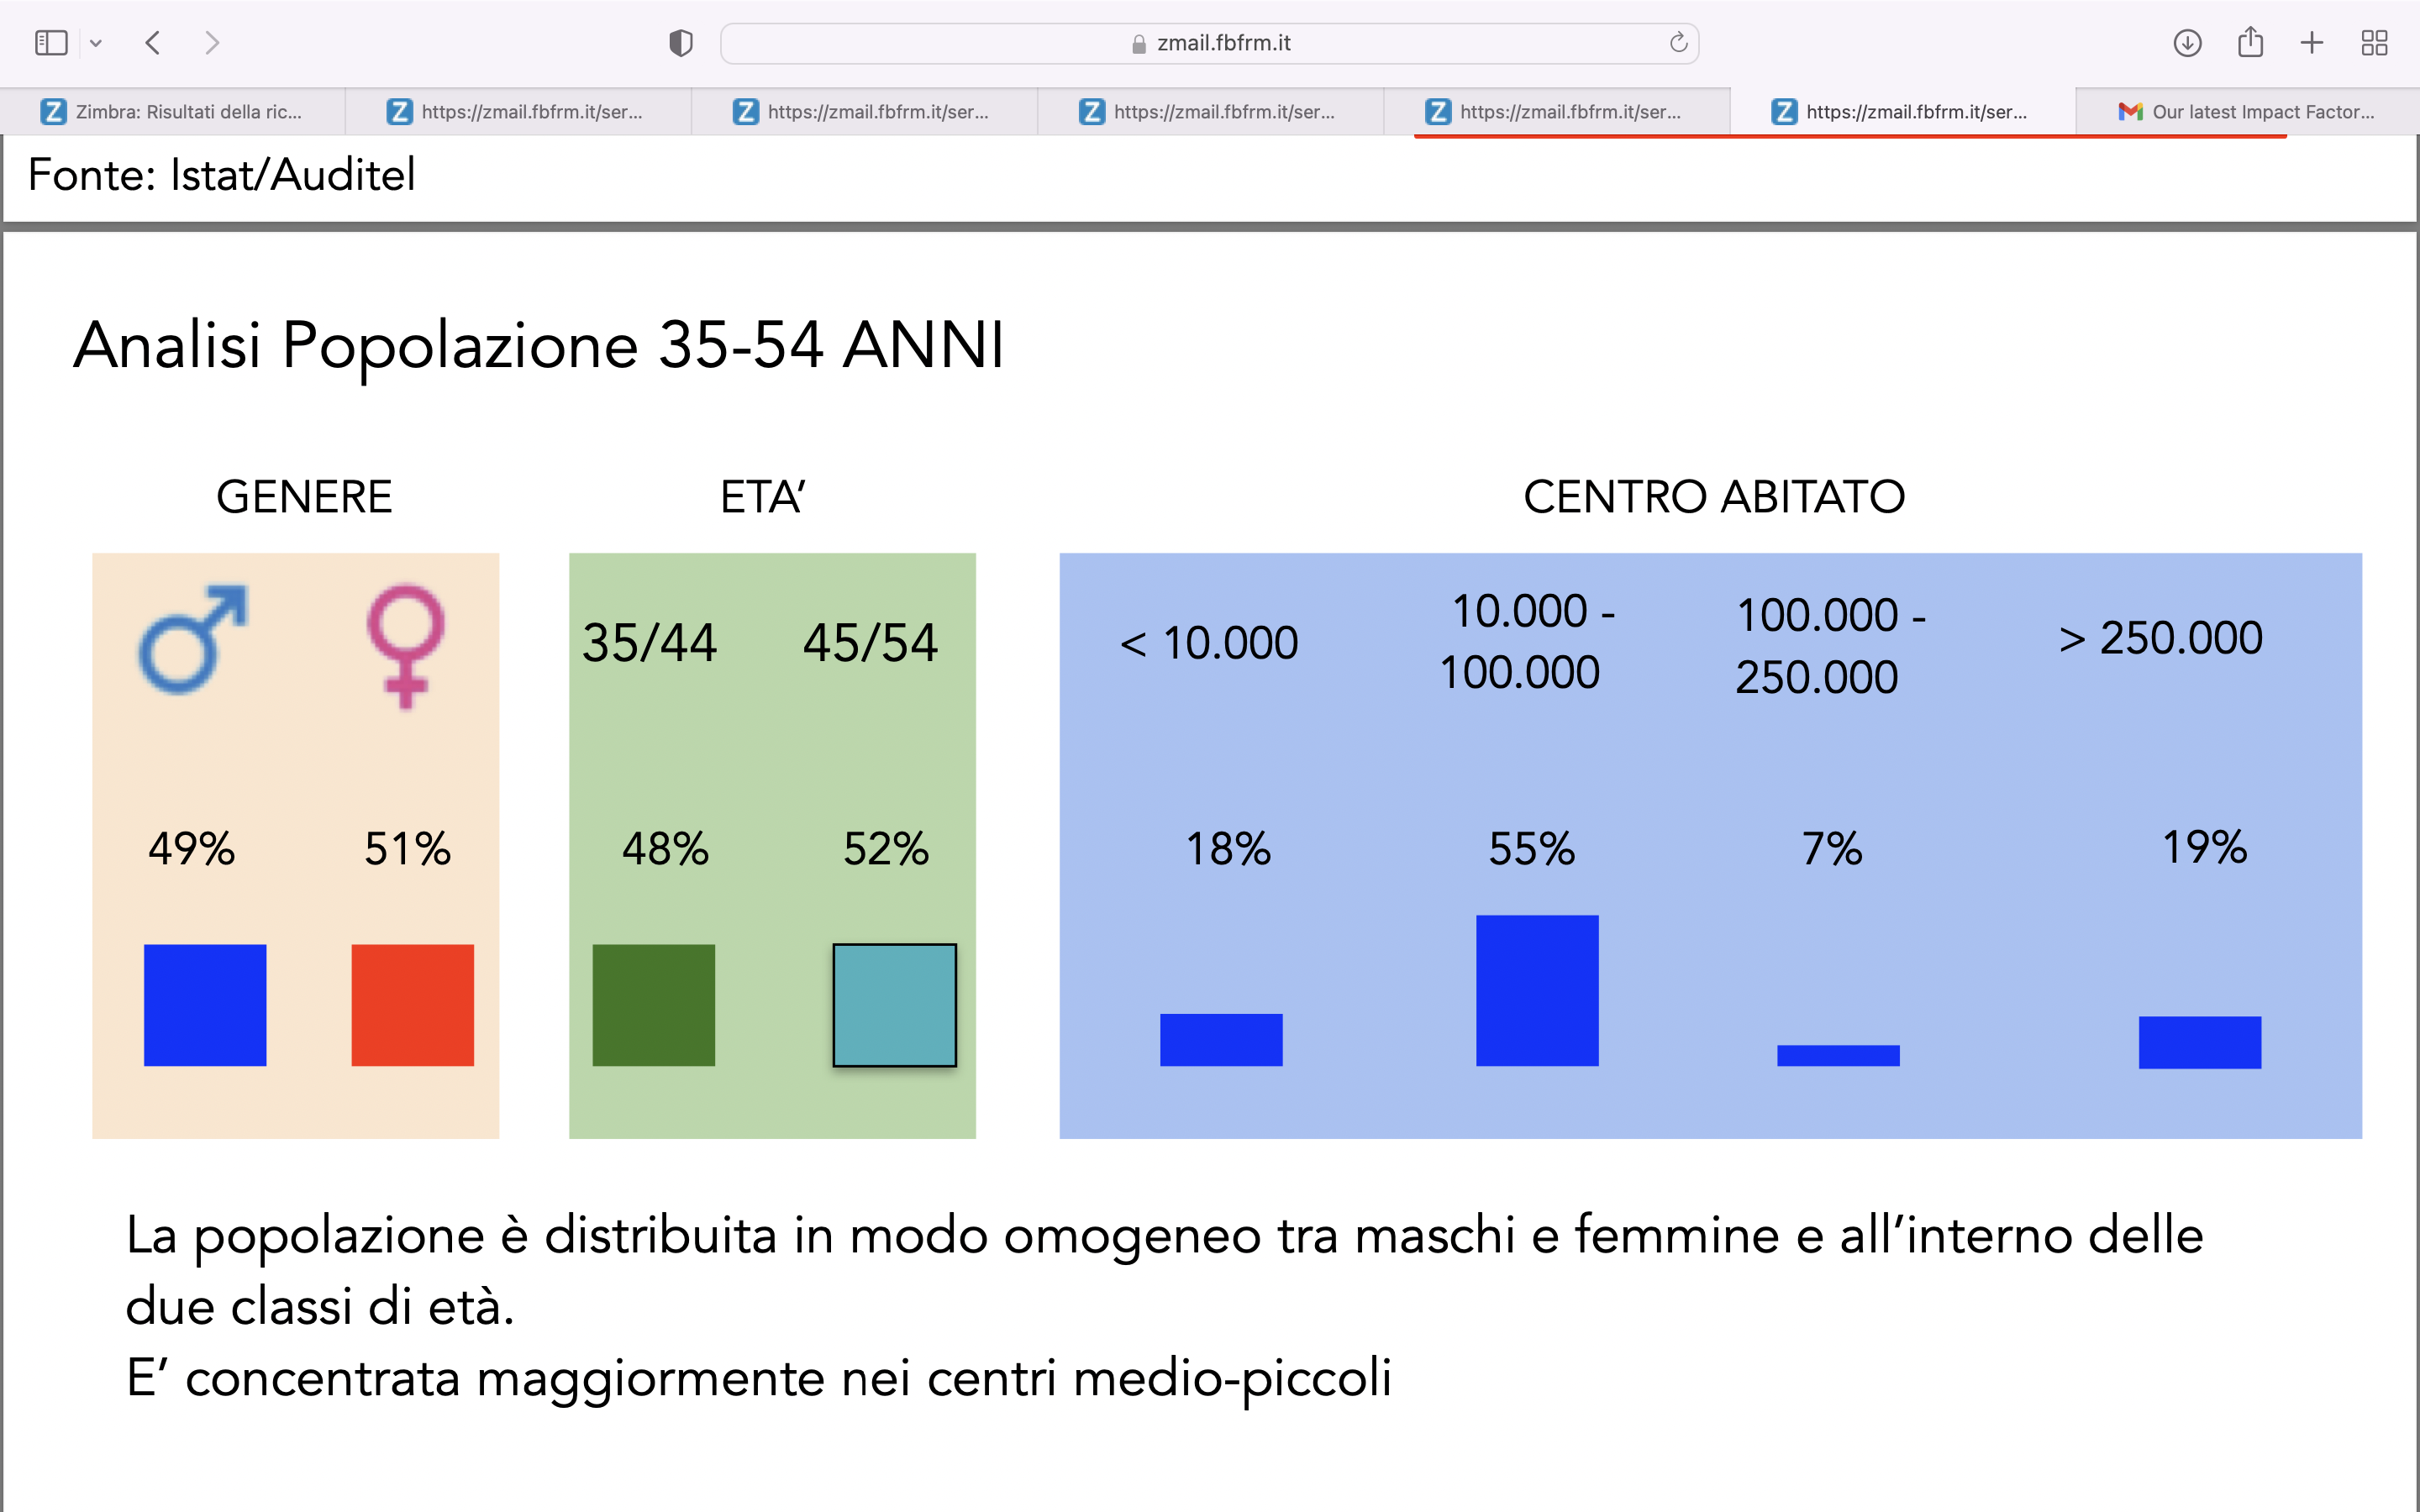 zmail.fbfrm.it
Zimbra: Risultati della ric...
https://zmail.fbfrm.it/ser...
https://zmail.fbfrm.it/ser...
https://zmail.fbfrm.it/ser...
https://zmail.fbfrm.it/ser...
https://zmail.fbfrm.it/ser...
Our latest Impact Factor...
Fonte: Istat/Auditel
Analisi Popolazione 35-54 ANNI
GENERE
ETA’
CENTRO ABITATO
35/44
45/54
< 10.000
10.000 -
100.000
100.000 -
250.000
> 250.000
49%
51%
48%
52%
18%
55%
7%
19%
La popolazione è distribuita in modo omogeneo tra maschi e femmine e all’interno delle
due classi di età.
E’ concentrata maggiormente nei centri medio-piccoli